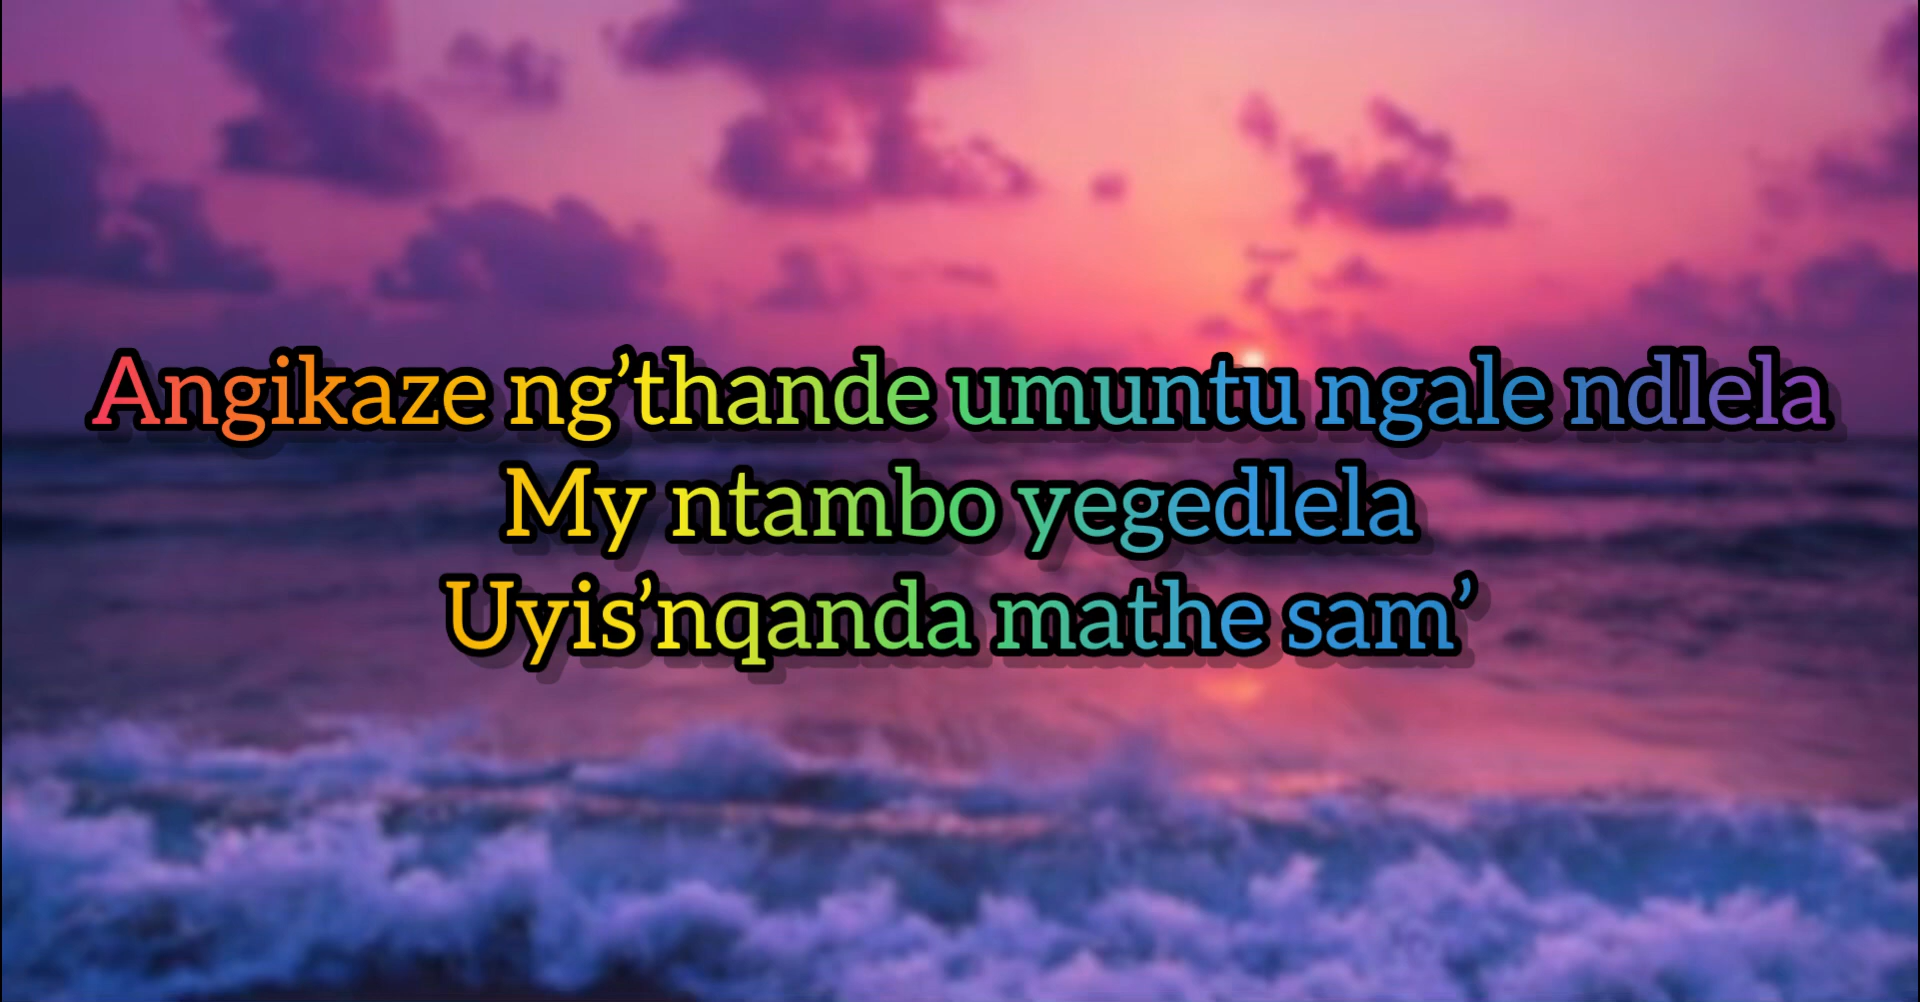 Angikaze ng’thande umuntu ngale ndlela
My ntambo yegedlela
Uyis’nqanda mathe sam’